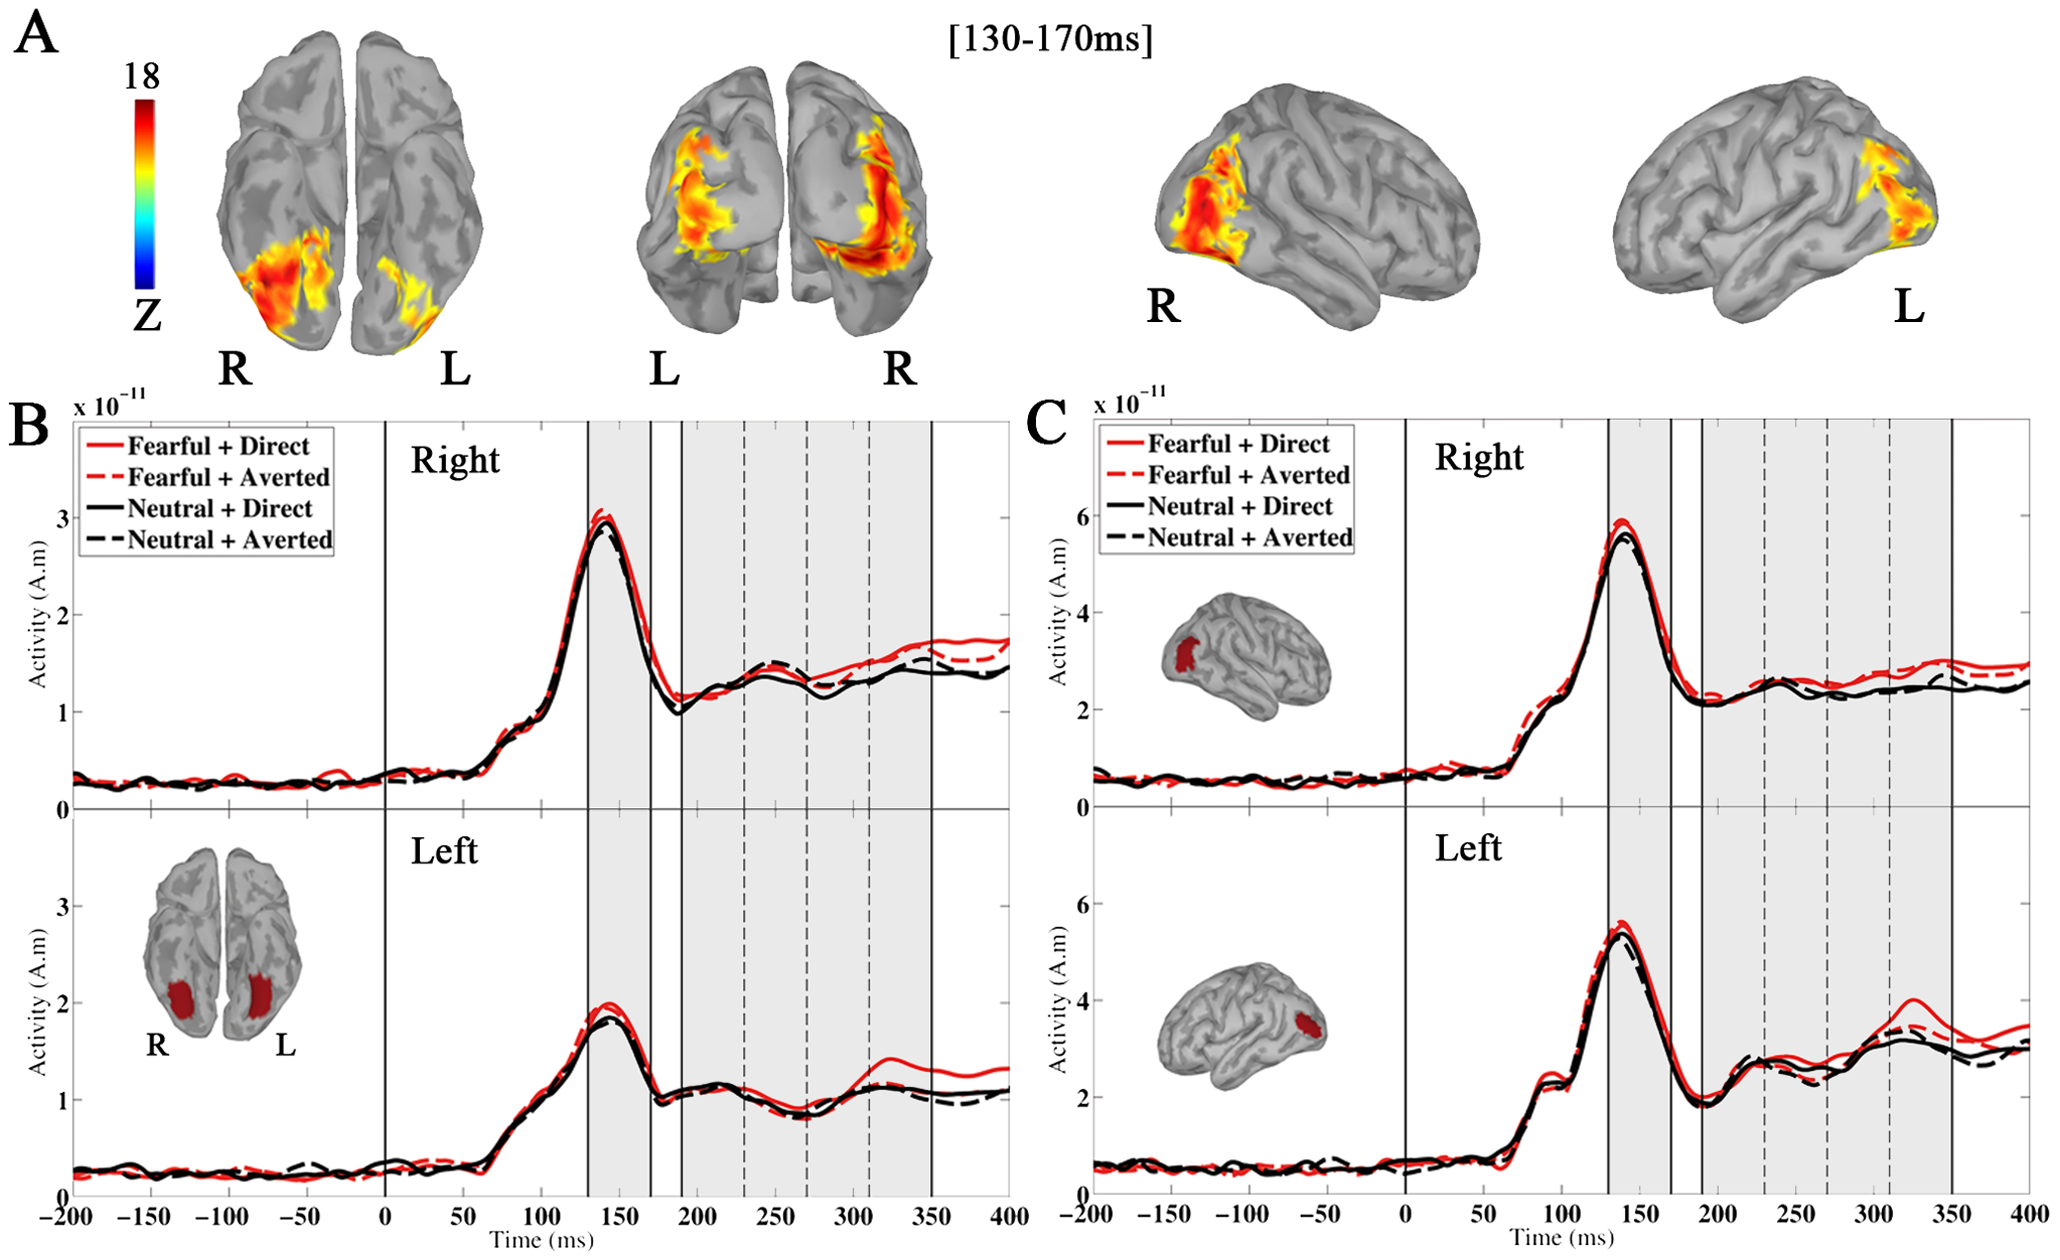 A
[130-170ms]
18
Z
R
L
L
R
R
L
B
x 10⁻¹¹
Fearful + Direct
Fearful + Averted
Neutral + Direct
Neutral + Averted
Right
3
2
1
0
Activity (A.m)
Left
3
2
1
0
Activity (A.m)
R
L
−200 −150 −100 −50 0 50 100 150 200 250 300 350 400
Time (ms)
C
x 10⁻¹¹
Fearful + Direct
Fearful + Averted
Neutral + Direct
Neutral + Averted
Right
6
4
2
0
Activity (A.m)
Left
6
4
2
0
Activity (A.m)
−200 −150 −100 −50 0 50 100 150 200 250 300 350 400
Time (ms)